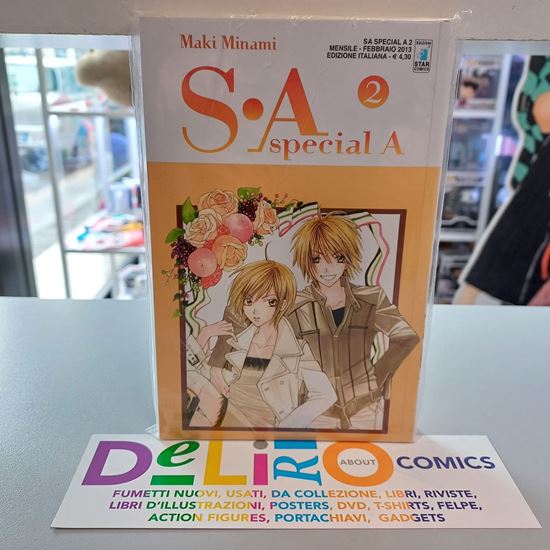 Maki Minami
SA SPECIAL A 2
MENSILE - FEBBRAIO 2013
EDIZIONE ITALIANA - € 4,30
EDIZIONI
STAR
COMICS
S•A
2
special A
DeLiRiO
ABOUT
COMICS
FUMETTI NUOVI, USATI, DA COLLEZIONE, LIBRI, RIVISTE,
LIBRI D'ILLUSTRAZIONI, POSTERS, DVD, T-SHIRTS, FELPE,
ACTION FIGURES, PORTACHIAVI, GADGETS